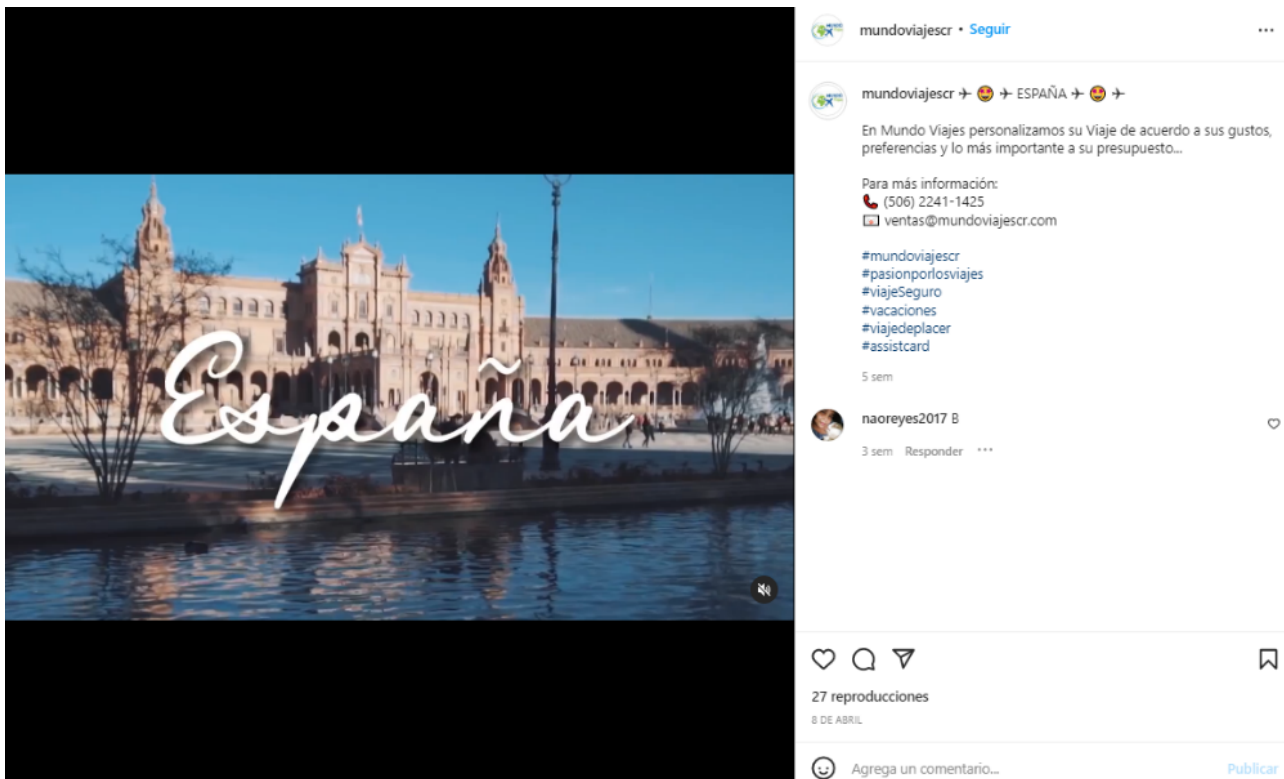 España
mundoviajescr • Seguir
mundoviajescr ✈ 🤩 ✈ ESPAÑA ✈ 🤩 ✈
En Mundo Viajes personalizamos su Viaje de acuerdo a sus gustos,
preferencias y lo más importante a su presupuesto...
Para más información:
📞 (506) 2241-1425
📧 ventas@mundoviajescr.com
#mundoviajescr
#pasionporlosviajes
#viajeSeguro
#vacaciones
#viajedeplacer
#assistcard
5 sem
naoreyes2017 B
3 sem Responder ···
27 reproducciones
8 DE ABRIL
Agrega un comentario...
Publicar